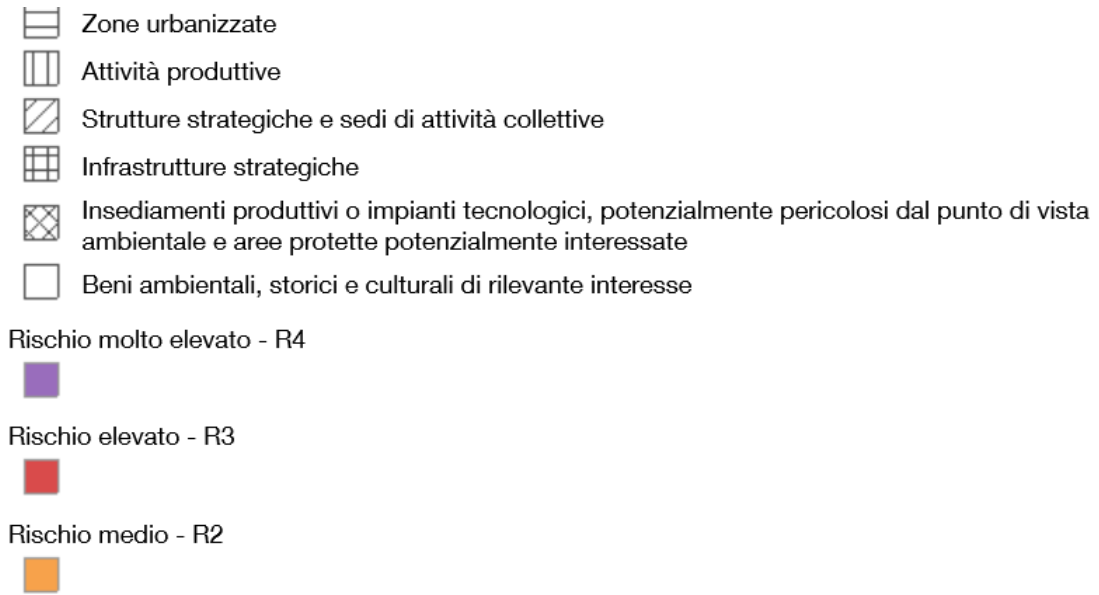 Zone urbanizzate
Attività produttive
Strutture strategiche e sedi di attività collettive
Infrastrutture strategiche
Insediamenti produttivi o impianti tecnologici, potenzialmente pericolosi dal punto di vista
ambientale e aree protette potenzialmente interessate
Beni ambientali, storici e culturali di rilevante interesse
Rischio molto elevato - R4
Rischio elevato - R3
Rischio medio - R2